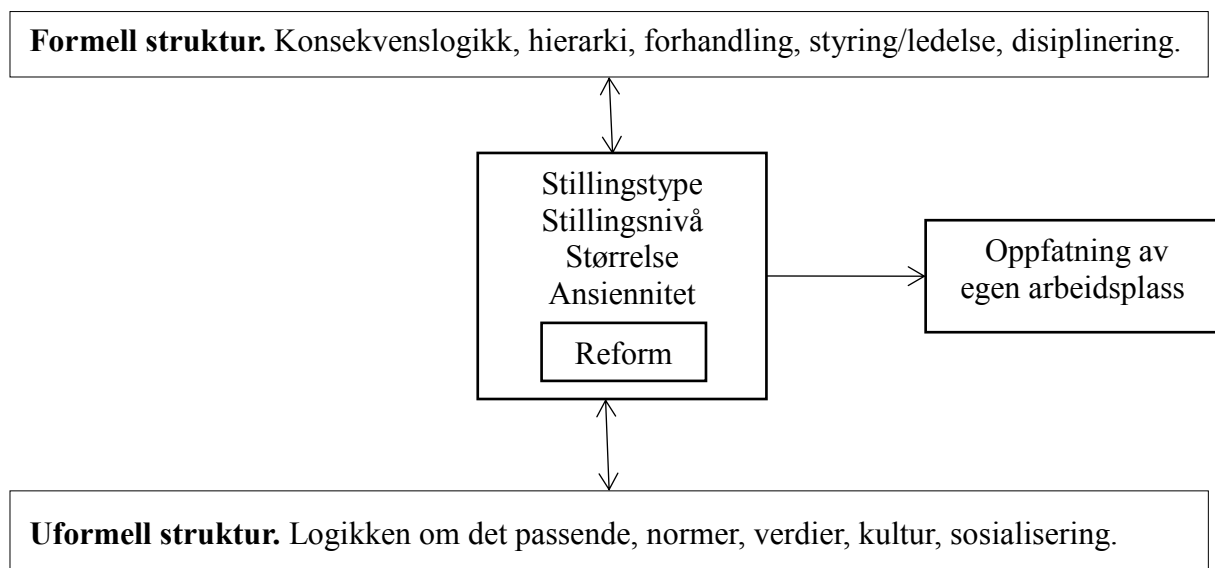 Formell struktur. Konsekvenslogikk, hierarki, forhandling, styring/ledelse, disiplinering.
Stillingstype
Stillingsnivå
Størrelse
Ansiennitet
Reform
Oppfatning av
egen arbeidsplass
Uformell struktur. Logikken om det passende, normer, verdier, kultur, sosialisering.